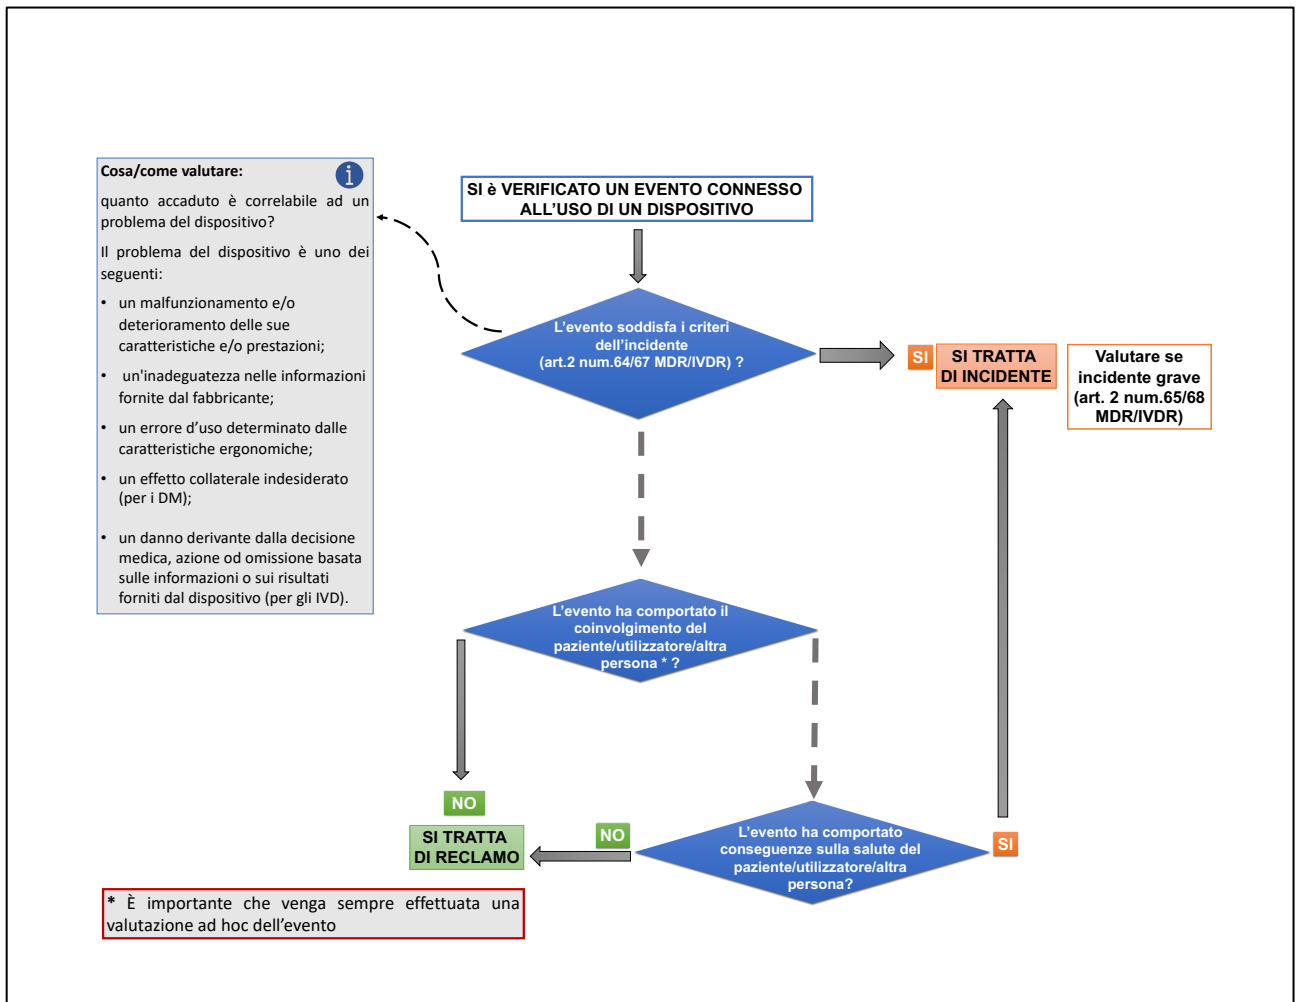 Cosa/come valutare:
i
quanto accaduto è correlabile ad un
problema del dispositivo?
Il problema del dispositivo è uno dei
seguenti:
• un malfunzionamento e/o
deterioramento delle sue
caratteristiche e/o prestazioni;
• un'inadeguatezza nelle informazioni
fornite dal fabbricante;
• un errore d’uso determinato dalle
caratteristiche ergonomiche;
• un effetto collaterale indesiderato
(per i DM);
• un danno derivante dalla decisione
medica, azione od omissione basata
sulle informazioni o sui risultati
forniti dal dispositivo (per gli IVD).
SI è VERIFICATO UN EVENTO CONNESSO
ALL’USO DI UN DISPOSITIVO
L’evento soddisfa i criteri
dell’incidente
(art.2 num.64/67 MDR/IVDR) ?
SI
SI TRATTA
DI INCIDENTE
Valutare se
incidente grave
(art. 2 num.65/68
MDR/IVDR)
L’evento ha comportato il
coinvolgimento del
paziente/utilizzatore/altra
persona * ?
NO
SI TRATTA
DI RECLAMO
NO
L’evento ha comportato
conseguenze sulla salute del
paziente/utilizzatore/altra
persona?
SI
* È importante che venga sempre effettuata una
valutazione ad hoc dell’evento